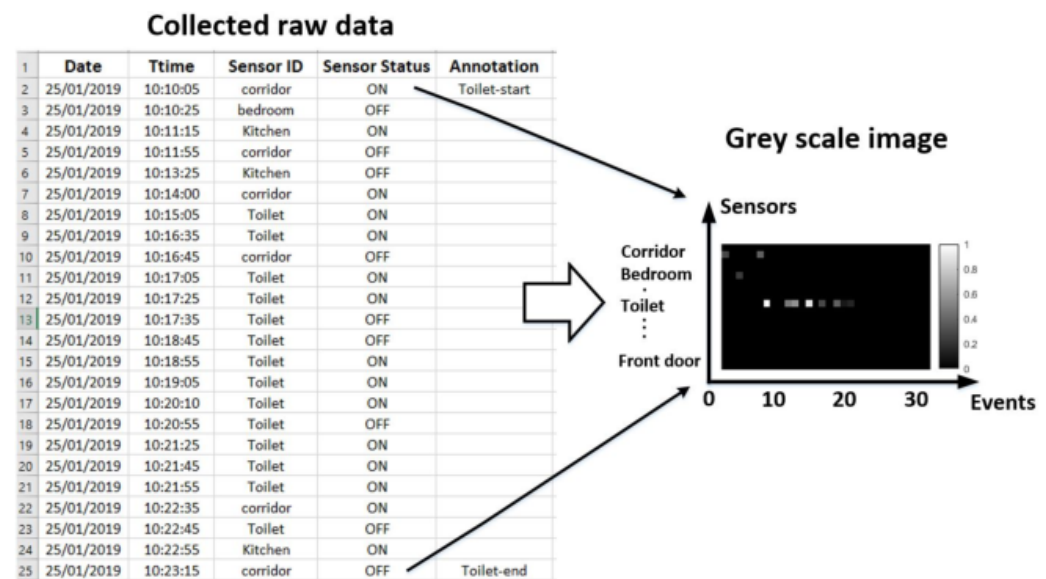 Collected raw data
1 Date Ttime Sensor ID Sensor Status Annotation
2 25/01/2019 10:10:05 corridor ON Toilet-start
3 25/01/2019 10:10:25 bedroom OFF
4 25/01/2019 10:11:15 Kitchen ON
5 25/01/2019 10:11:55 corridor OFF
6 25/01/2019 10:13:25 Kitchen OFF
7 25/01/2019 10:14:00 corridor ON
8 25/01/2019 10:15:05 Toilet ON
9 25/01/2019 10:16:35 Toilet ON
10 25/01/2019 10:16:45 corridor OFF
11 25/01/2019 10:17:05 Toilet ON
12 25/01/2019 10:17:25 Toilet ON
13 25/01/2019 10:17:35 Toilet OFF
14 25/01/2019 10:18:45 Toilet OFF
15 25/01/2019 10:18:55 Toilet ON
16 25/01/2019 10:19:05 Toilet ON
17 25/01/2019 10:20:10 Toilet ON
18 25/01/2019 10:20:55 Toilet OFF
19 25/01/2019 10:21:25 Toilet ON
20 25/01/2019 10:21:45 Toilet ON
21 25/01/2019 10:21:55 Toilet ON
22 25/01/2019 10:22:35 corridor ON
23 25/01/2019 10:22:45 Toilet OFF
24 25/01/2019 10:22:55 Kitchen ON
25 25/01/2019 10:23:15 corridor OFF Toilet-end
Grey scale image
Sensors
Corridor
Bedroom
Toilet
Front door
1
0.8
0.6
0.4
0.2
0
0 10 20 30 Events